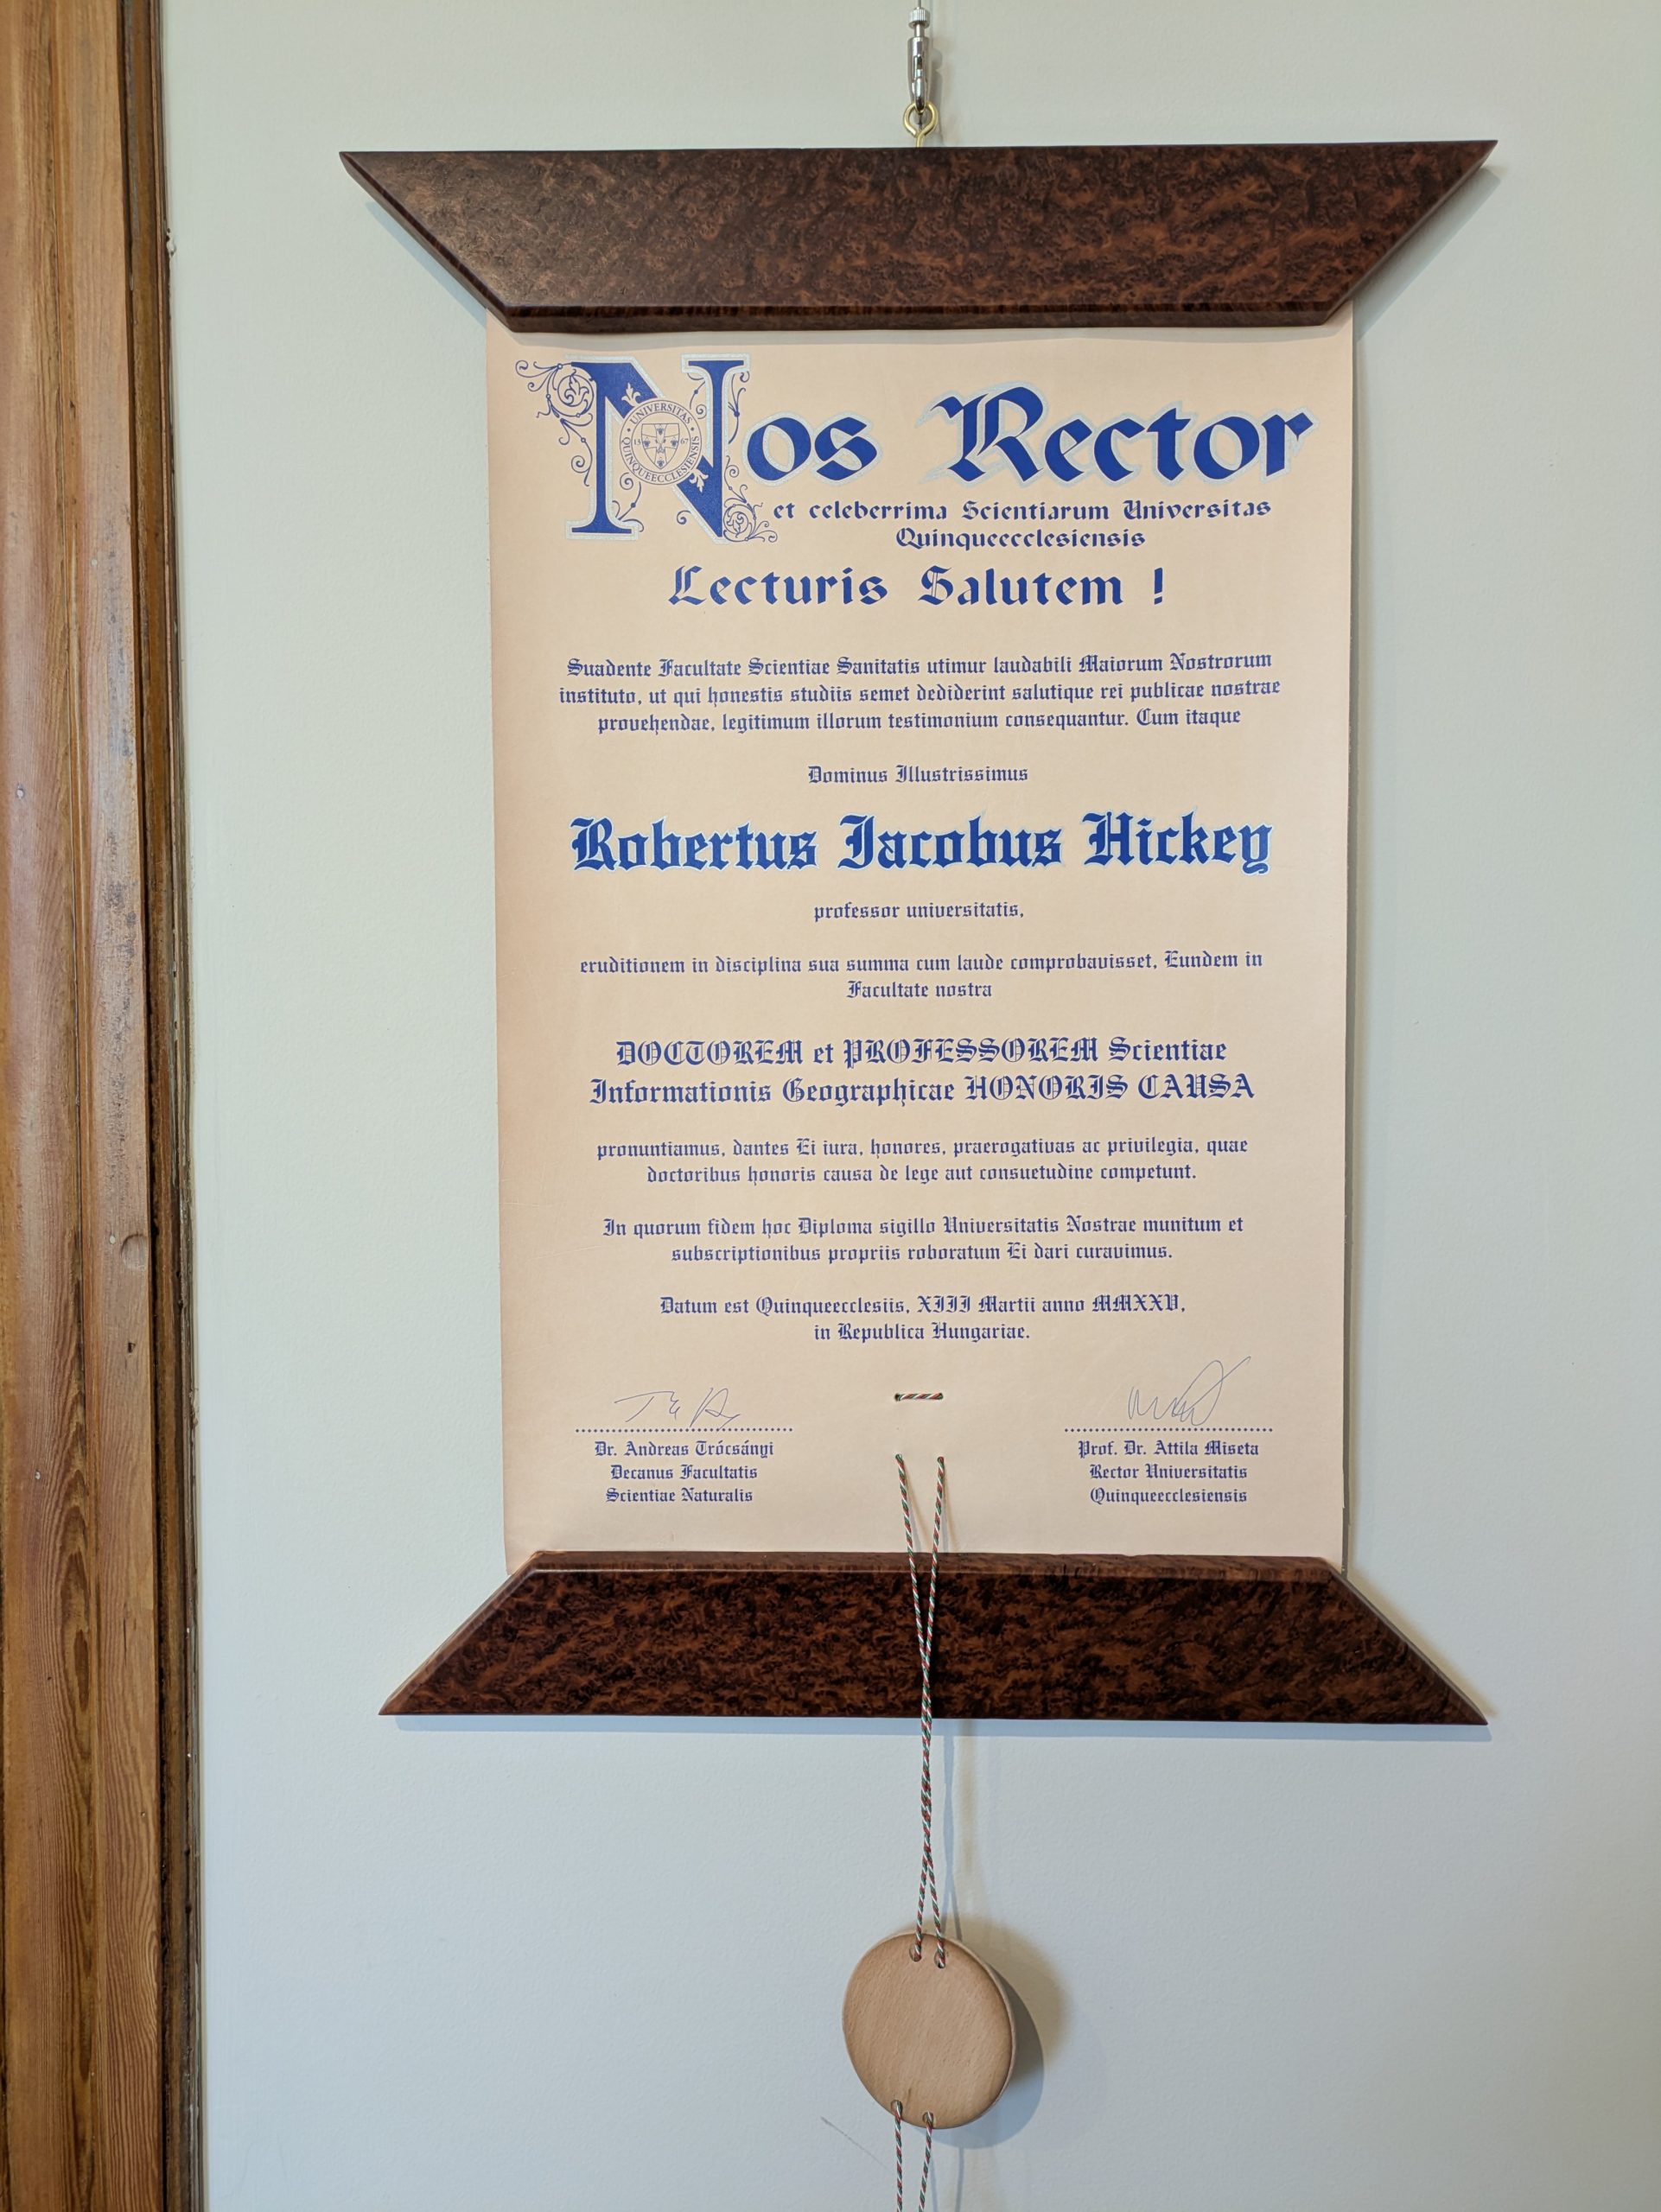 Nos Rector
UNIVERSITAS QUINQUEECCLESIENSIS
13 67
et celeberrima Scientiarum Universitas
Quinqueecclesiensis
Lecturis Salutem !
Suadente Facultate Scientiae Sanitatis utimur laudabili Maiorum Nostrorum
instituto, ut qui honestis studiis semet dediderint salutique rei publicae nostrae
provehendae, legitimum illorum testimonium consequantur. Cum itaque
Dominus Illustrissimus
Robertus Jacobus Hickey
professor universitatis,
eruditionem in disciplina sua summa cum laude comprobavisset, Eundem in
Facultate nostra
DOCTOREM et PROFESSOREM Scientiae
Informationis Geographicae HONORIS CAUSA
pronuntiamus, dantes Ei iura, honores, praerogativas ac privilegia, quae
doctoribus honoris causa de lege aut consuetudine competunt.
In quorum fidem hoc Diploma sigillo Universitatis Nostrae munitum et
subscriptionibus propriis roboratum Ei dari curavimus.
Datum est Quinqueecclesiis, XIII Martii anno MMXXV,
in Republica Hungariae.
Dr. Andreas Trócsányi
Decanus Facultatis
Scientiae Naturalis
Prof. Dr. Attila Miseta
Rector Universitatis
Quinqueecclesiensis